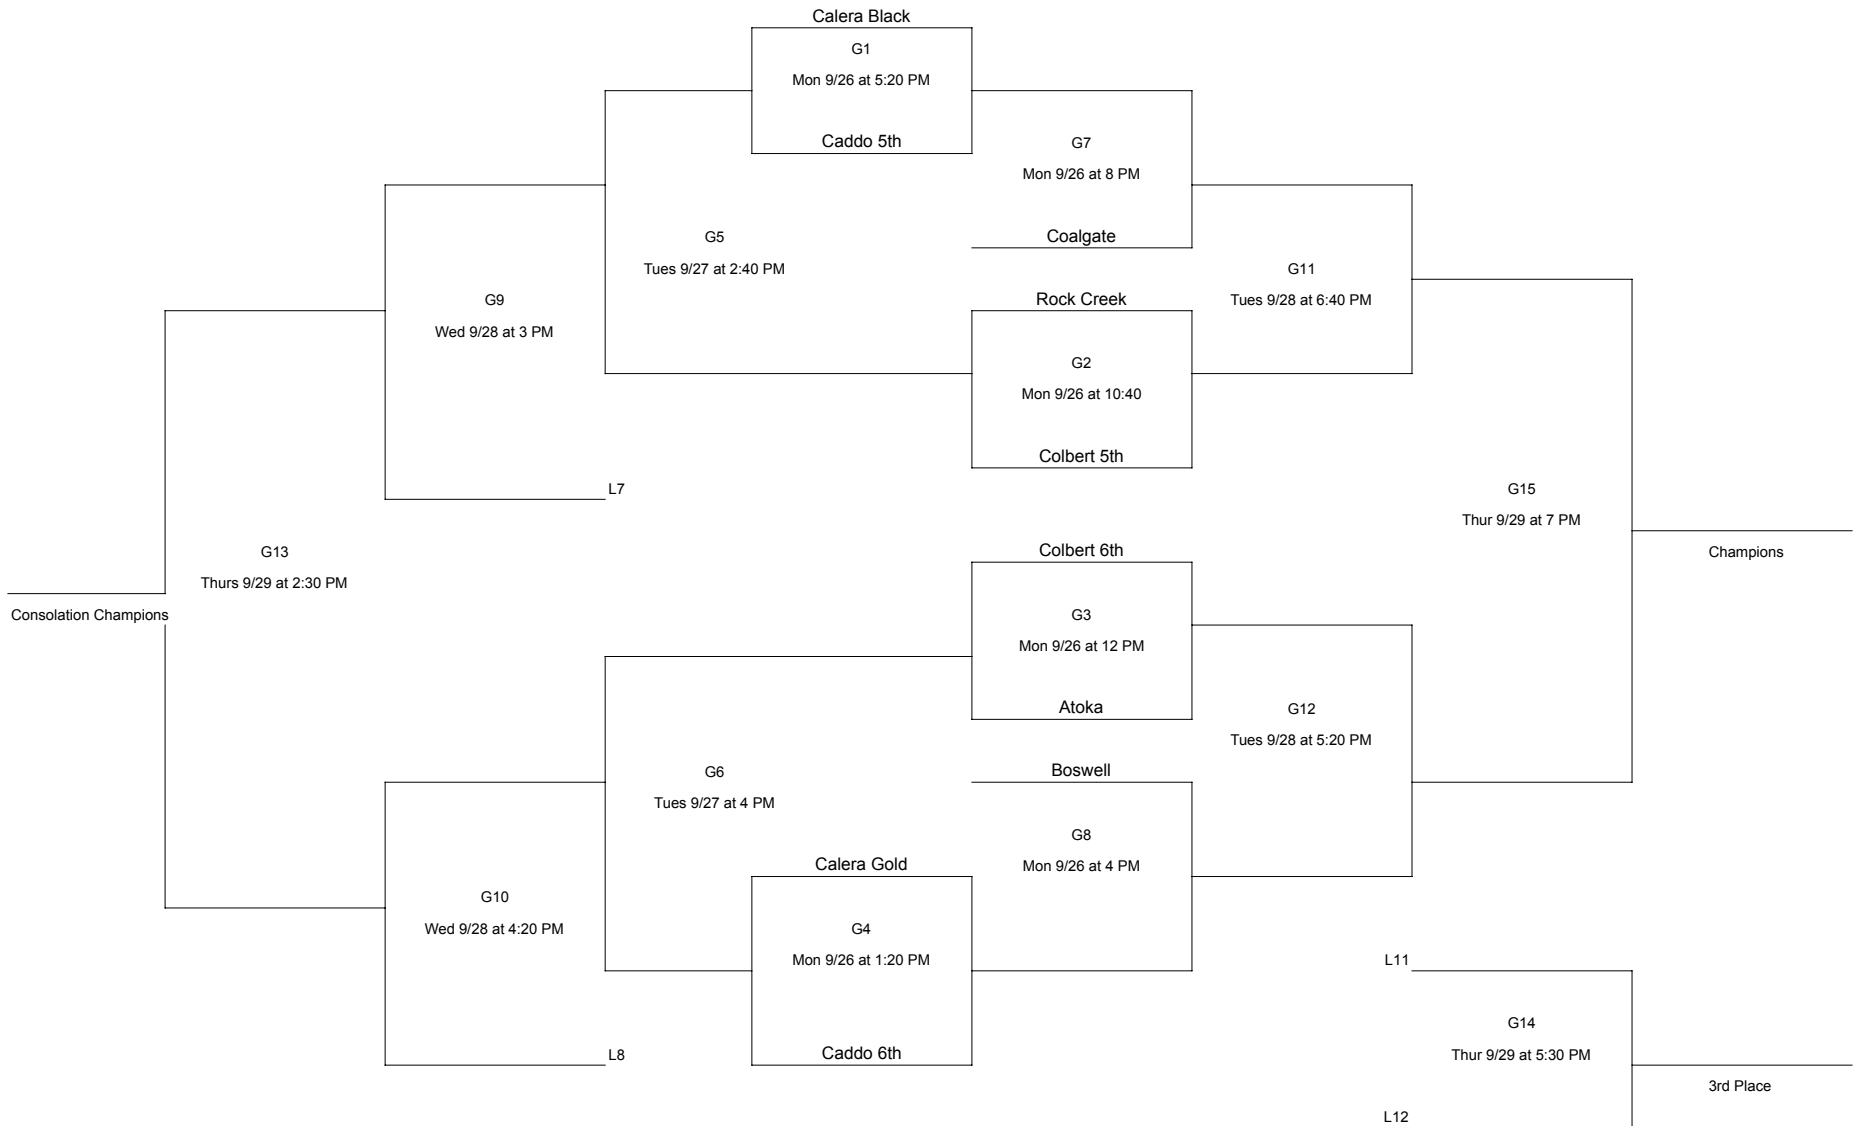 Calera Black
G1
Mon 9/26 at 5:20 PM
Caddo 5th
G7
Mon 9/26 at 8 PM
Coalgate
G5
Tues 9/27 at 2:40 PM
G11
Tues 9/28 at 6:40 PM
G9
Wed 9/28 at 3 PM
Rock Creek
G2
Mon 9/26 at 10:40
Colbert 5th
L7
G15
Thur 9/29 at 7 PM
Champions
G13
Thurs 9/29 at 2:30 PM
Consolation Champions
Colbert 6th
G3
Mon 9/26 at 12 PM
Atoka
G12
Tues 9/28 at 5:20 PM
Boswell
G6
Tues 9/27 at 4 PM
G8
Mon 9/26 at 4 PM
Calera Gold
G10
Wed 9/28 at 4:20 PM
G4
Mon 9/26 at 1:20 PM
Caddo 6th
L8
L11
G14
Thur 9/29 at 5:30 PM
3rd Place
L12